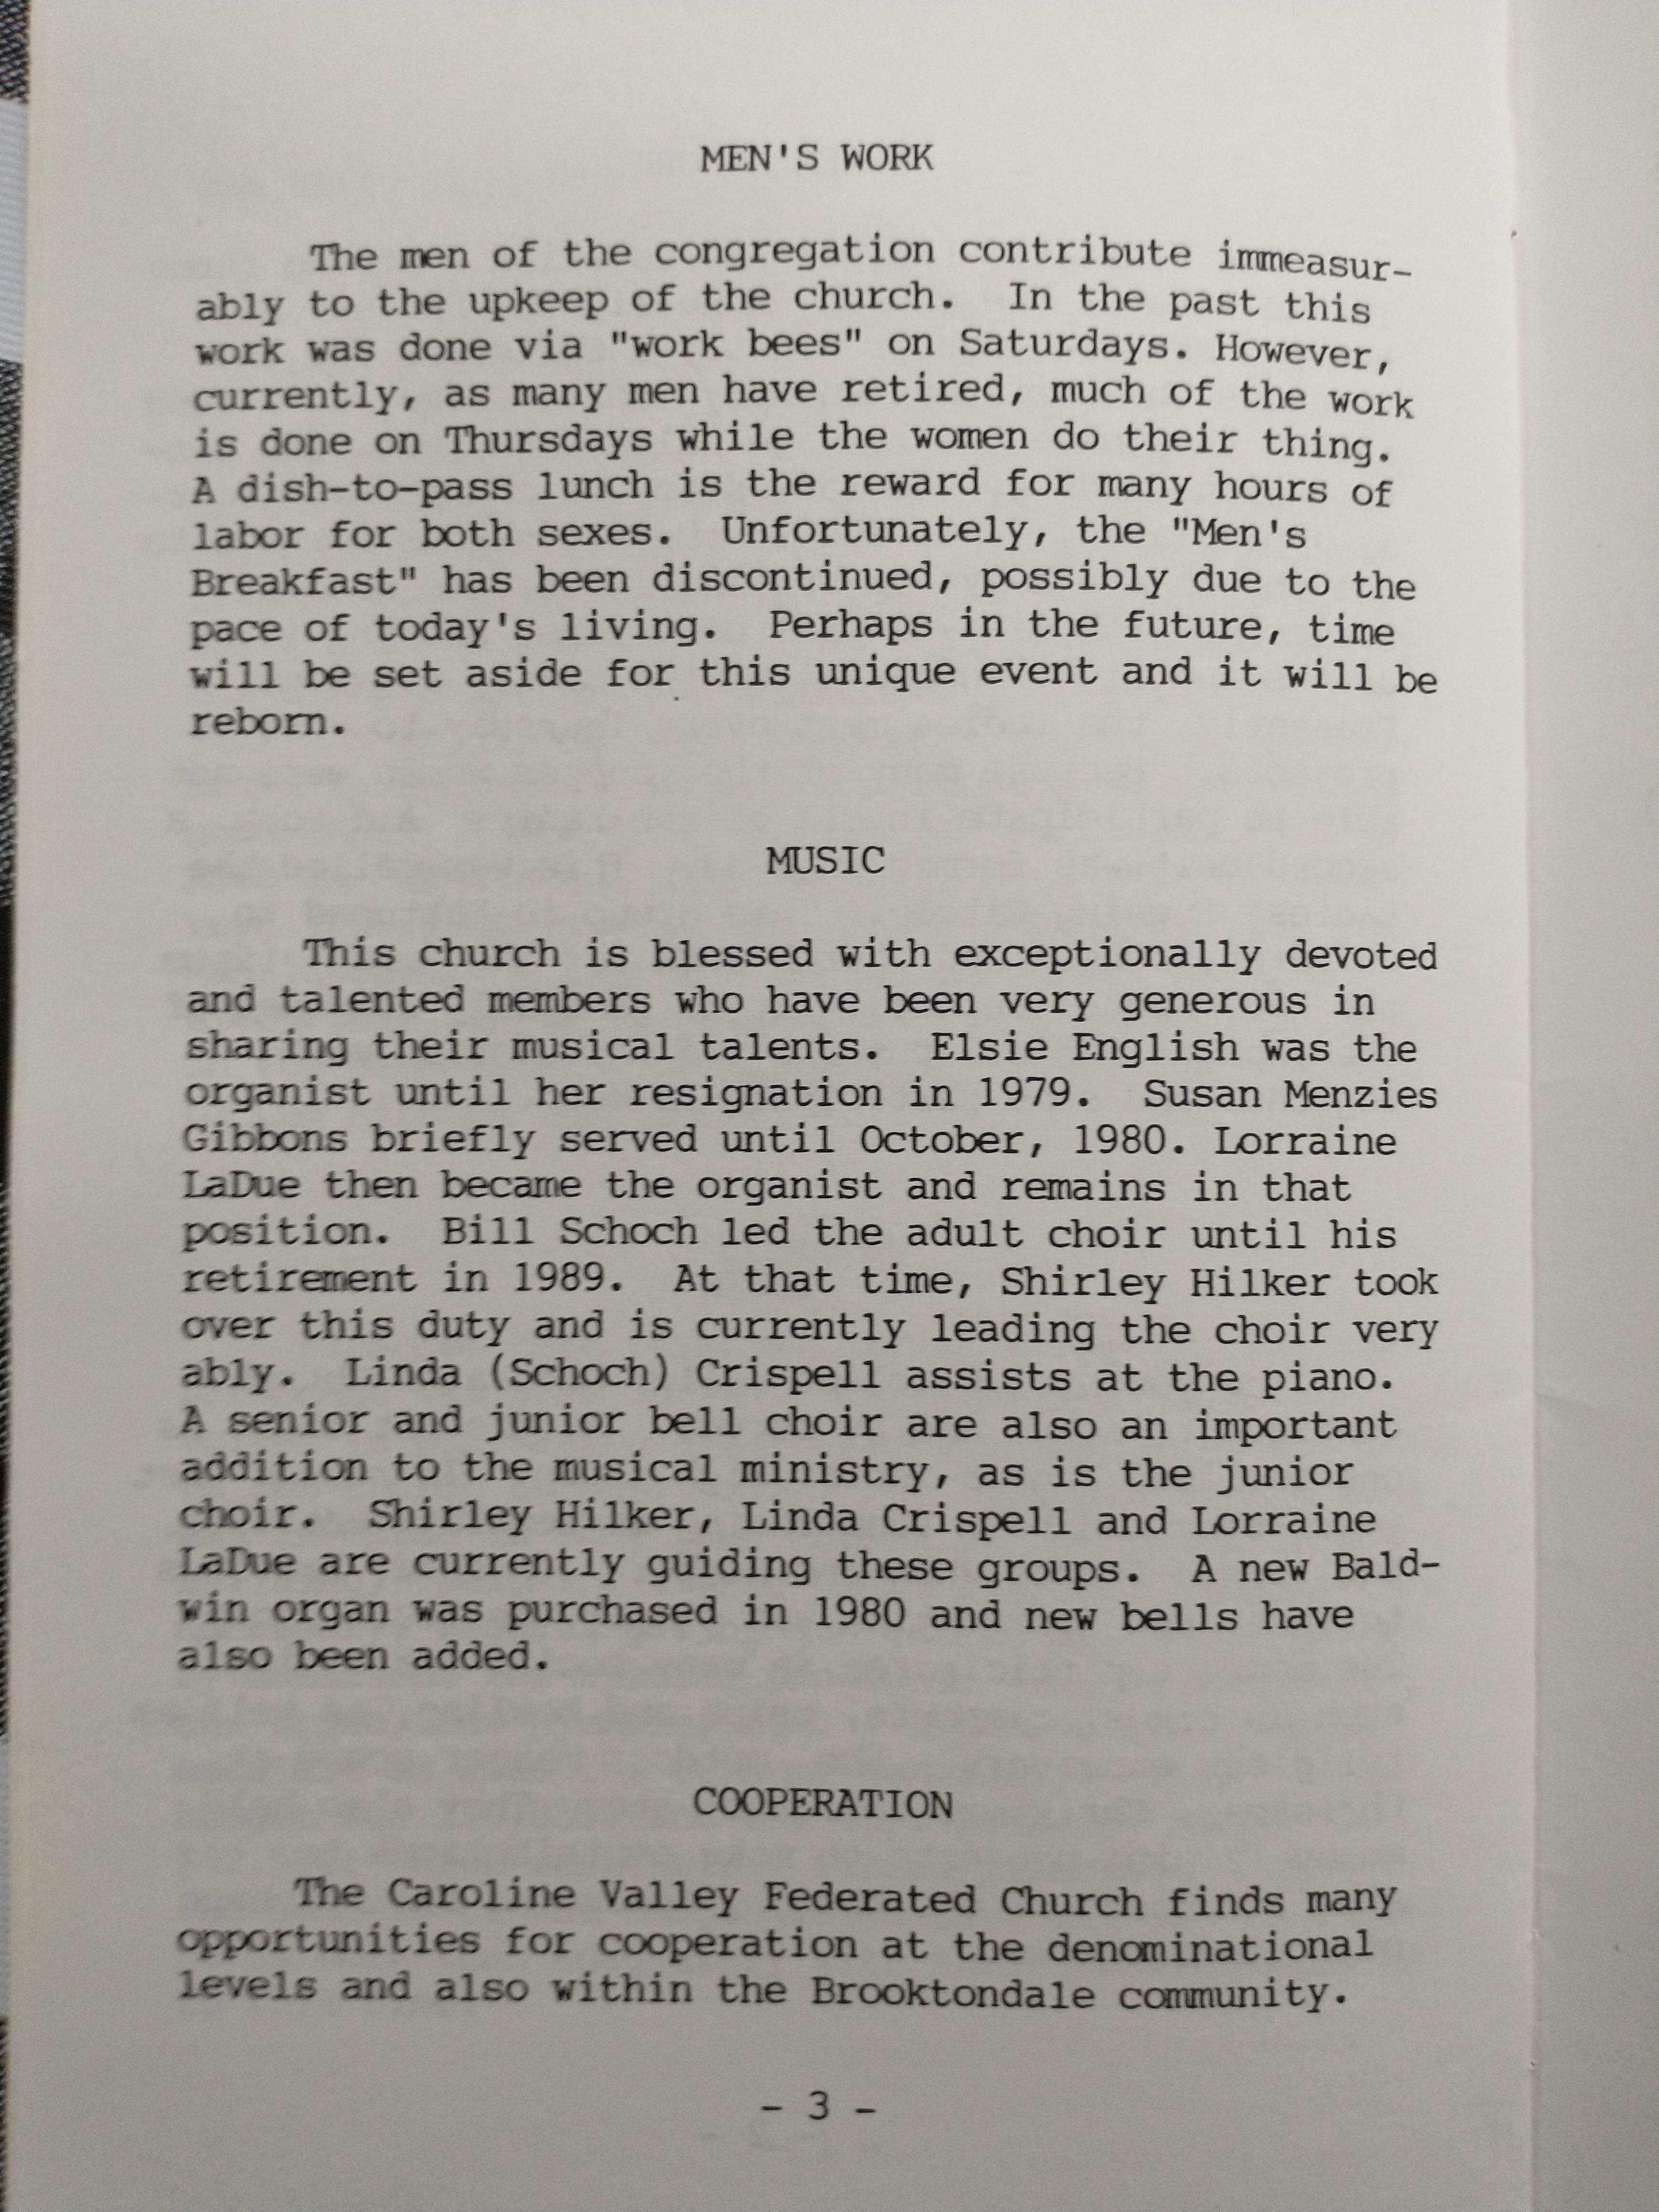 MEN'S WORK
The men of the congregation contribute immeasur-
ably to the upkeep of the church.  In the past this
work was done via "work bees" on Saturdays. However,
currently, as many men have retired, much of the work
is done on Thursdays while the women do their thing.
A dish-to-pass lunch is the reward for many hours of
labor for both sexes.  Unfortunately, the "Men's
Breakfast" has been discontinued, possibly due to the
pace of today's living.  Perhaps in the future, time
will be set aside for this unique event and it will be
reborn.
MUSIC
This church is blessed with exceptionally devoted
and talented members who have been very generous in
sharing their musical talents.  Elsie English was the
organist until her resignation in 1979.  Susan Menzies
Gibbons briefly served until October, 1980. Lorraine
LaDue then became the organist and remains in that
position.  Bill Schoch led the adult choir until his
retirement in 1989.  At that time, Shirley Hilker took
over this duty and is currently leading the choir very
ably.  Linda (Schoch) Crispell assists at the piano.
A senior and junior bell choir are also an important
addition to the musical ministry, as is the junior
choir.  Shirley Hilker, Linda Crispell and Lorraine
LaDue are currently guiding these groups.  A new Bald-
win organ was purchased in 1980 and new bells have
also been added.
COOPERATION
The Caroline Valley Federated Church finds many
opportunities for cooperation at the denominational
levels and also within the Brooktondale community.
- 3 -